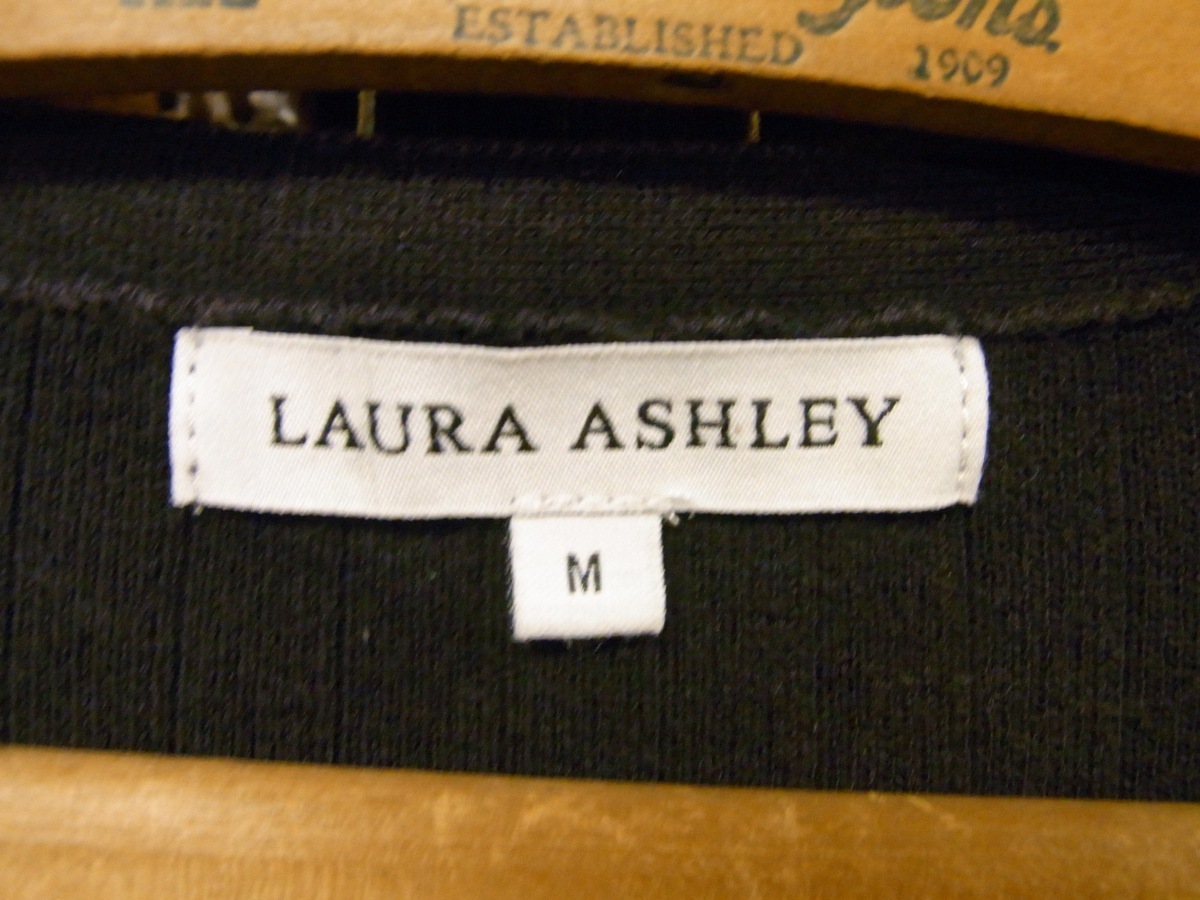 ESTABLISHED
1909
LAURA ASHLEY
M